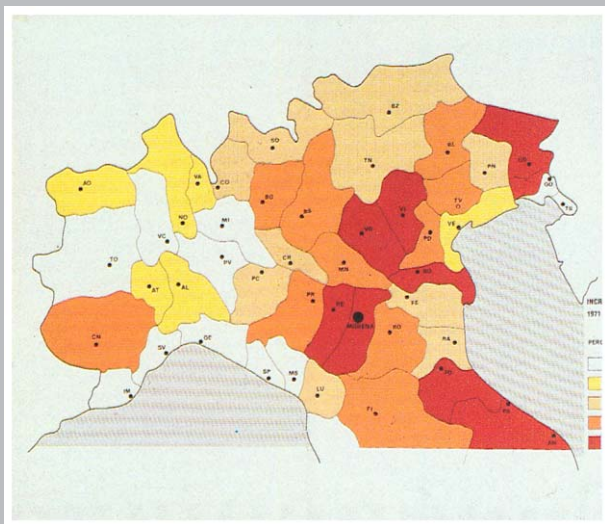 BZ
SO
BL
AO
VA
CO
TN
PN
UD
GO
TS
NO
BG
BS
TV
VI
VE
VC
MI
VR
PD
TO
PV
CR
MN
RO
AT
AL
PC
PR
RE
FE
MODENA
BO
RA
CN
GE
SV
FO
IM
SP
MS
LU
FI
PS
AN
INCR
1971
PERC